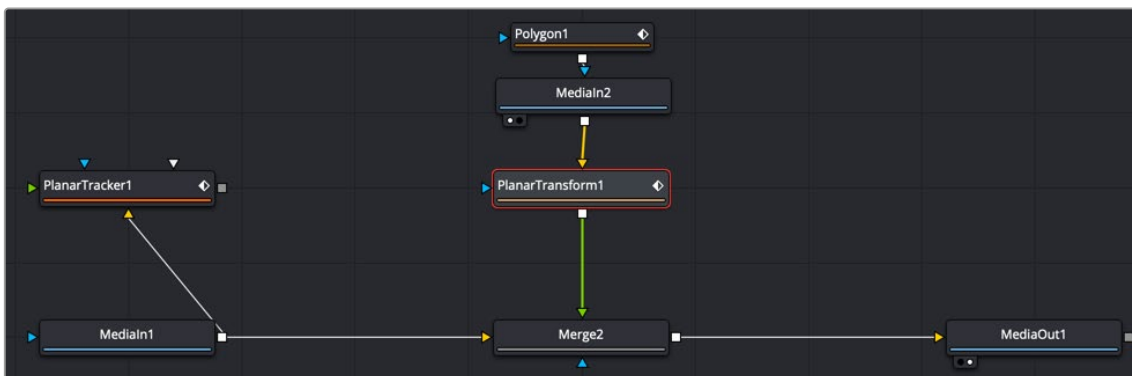 Polygon1
MediaIn2
PlanarTracker1
PlanarTransform1
MediaIn1
Merge2
MediaOut1